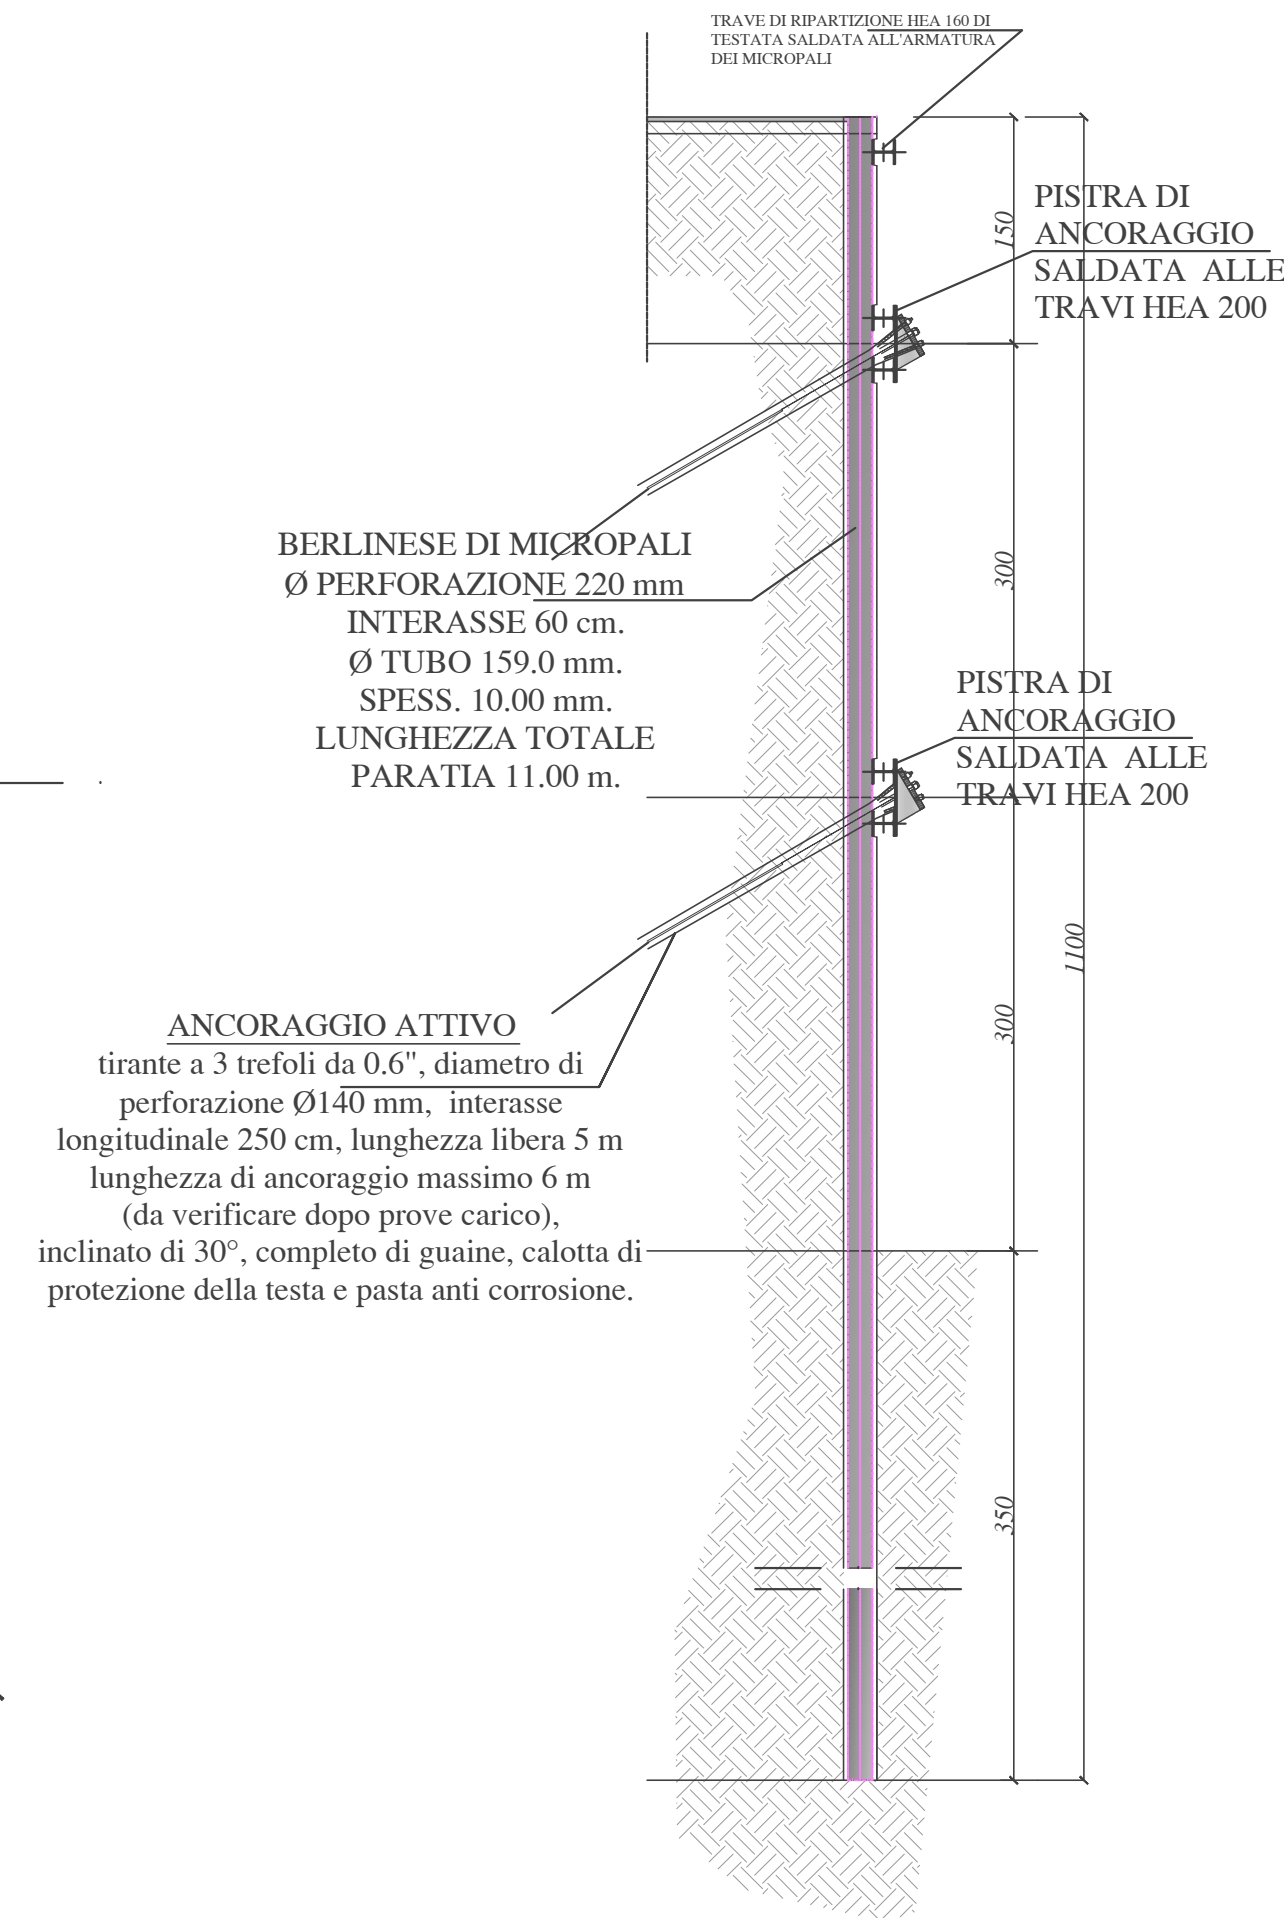 TRAVE DI RIPARTIZIONE HEA 160 DI
TESTATA SALDATA ALL'ARMATURA
DEI MICROPALI
150
PISTRA DI
ANCORAGGIO
SALDATA ALLE
TRAVI HEA 200
BERLINESE DI MICROPALI
Ø PERFORAZIONE 220 mm
INTERASSE 60 cm.
Ø TUBO 159.0 mm.
SPESS. 10.00 mm.
LUNGHEZZA TOTALE
PARATIA 11.00 m.
300
PISTRA DI
ANCORAGGIO
SALDATA ALLE
TRAVI HEA 200
1100
300
ANCORAGGIO ATTIVO
tirante a 3 trefoli da 0.6", diametro di
perforazione Ø140 mm, interasse
longitudinale 250 cm, lunghezza libera 5 m
lunghezza di ancoraggio massimo 6 m
(da verificare dopo prove carico),
inclinato di 30°, completo di guaine, calotta di
protezione della testa e pasta anti corrosione.
350